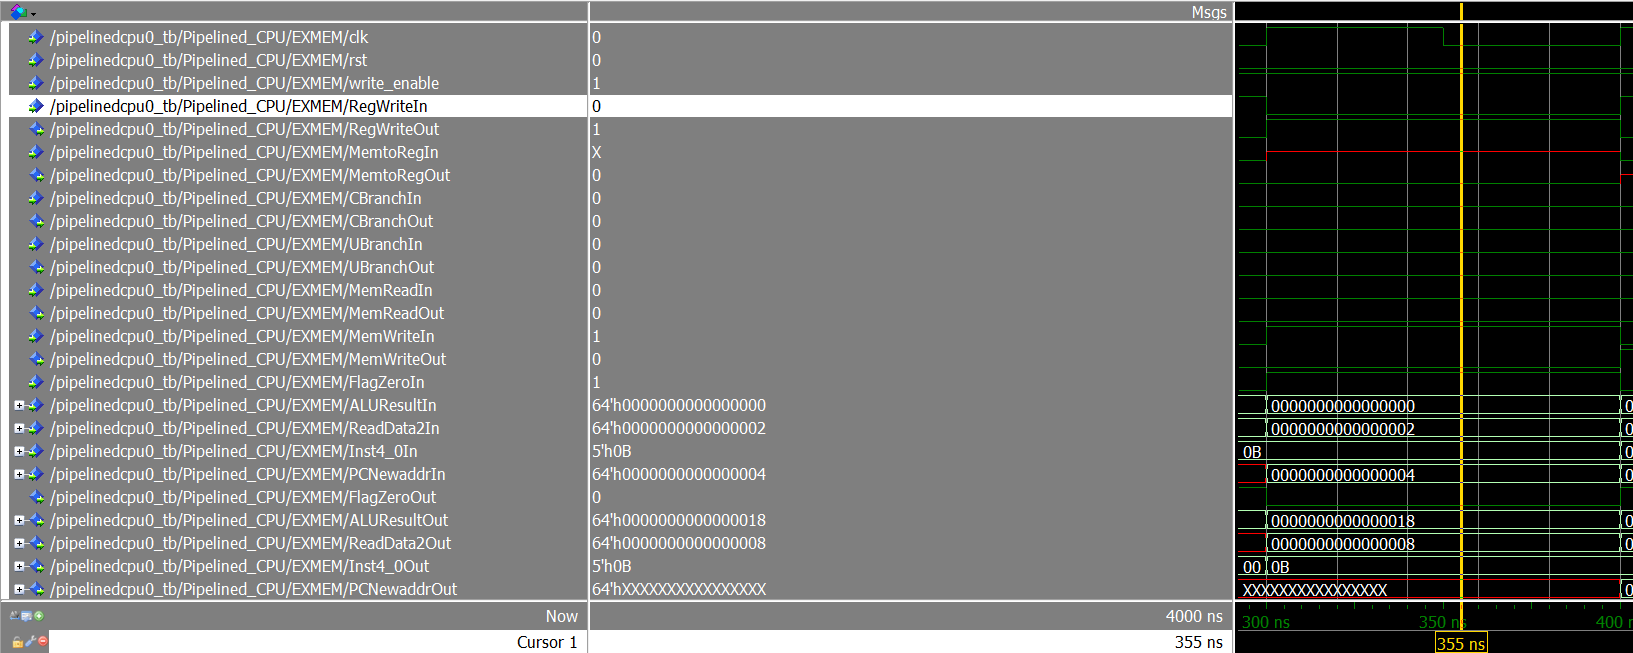 Msgs
/pipelinedcpu0_tb/Pipelined_CPU/EXMEM/clk 0
/pipelinedcpu0_tb/Pipelined_CPU/EXMEM/rst 0
/pipelinedcpu0_tb/Pipelined_CPU/EXMEM/write_enable 1
/pipelinedcpu0_tb/Pipelined_CPU/EXMEM/RegWriteIn 0
/pipelinedcpu0_tb/Pipelined_CPU/EXMEM/RegWriteOut 1
/pipelinedcpu0_tb/Pipelined_CPU/EXMEM/MemtoRegIn X
/pipelinedcpu0_tb/Pipelined_CPU/EXMEM/MemtoRegOut 0
/pipelinedcpu0_tb/Pipelined_CPU/EXMEM/CBranchIn 0
/pipelinedcpu0_tb/Pipelined_CPU/EXMEM/CBranchOut 0
/pipelinedcpu0_tb/Pipelined_CPU/EXMEM/UBranchIn 0
/pipelinedcpu0_tb/Pipelined_CPU/EXMEM/UBranchOut 0
/pipelinedcpu0_tb/Pipelined_CPU/EXMEM/MemReadIn 0
/pipelinedcpu0_tb/Pipelined_CPU/EXMEM/MemReadOut 0
/pipelinedcpu0_tb/Pipelined_CPU/EXMEM/MemWriteIn 1
/pipelinedcpu0_tb/Pipelined_CPU/EXMEM/MemWriteOut 0
/pipelinedcpu0_tb/Pipelined_CPU/EXMEM/FlagZeroIn 1
/pipelinedcpu0_tb/Pipelined_CPU/EXMEM/ALUResultIn 64'h0000000000000000 0000000000000000 0
/pipelinedcpu0_tb/Pipelined_CPU/EXMEM/ReadData2In 64'h0000000000000002 0000000000000002 0
/pipelinedcpu0_tb/Pipelined_CPU/EXMEM/Inst4_0In 5'h0B 0B 0
/pipelinedcpu0_tb/Pipelined_CPU/EXMEM/PCNewaddrIn 64'h0000000000000004 0000000000000004 0
/pipelinedcpu0_tb/Pipelined_CPU/EXMEM/FlagZeroOut 0
/pipelinedcpu0_tb/Pipelined_CPU/EXMEM/ALUResultOut 64'h0000000000000018 0000000000000018 0
/pipelinedcpu0_tb/Pipelined_CPU/EXMEM/ReadData2Out 64'h0000000000000008 0000000000000008 0
/pipelinedcpu0_tb/Pipelined_CPU/EXMEM/Inst4_0Out 5'h0B 00 0B 0
/pipelinedcpu0_tb/Pipelined_CPU/EXMEM/PCNewaddrOut 64'hXXXXXXXXXXXXXXXX XXXXXXXXXXXXXXXX 0
Now 4000 ns 300 ns 350 ns 400 n
Cursor 1 355 ns 355 ns